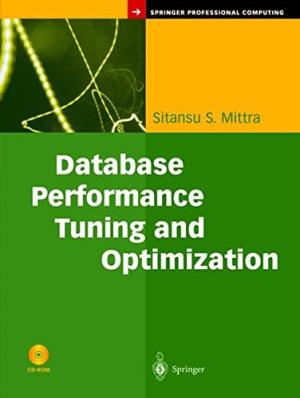 SPRINGER PROFESSIONAL COMPUTING
Sitansu S. Mittra
Database
Performance
Tuning and
Optimization
CD-ROM
Springer